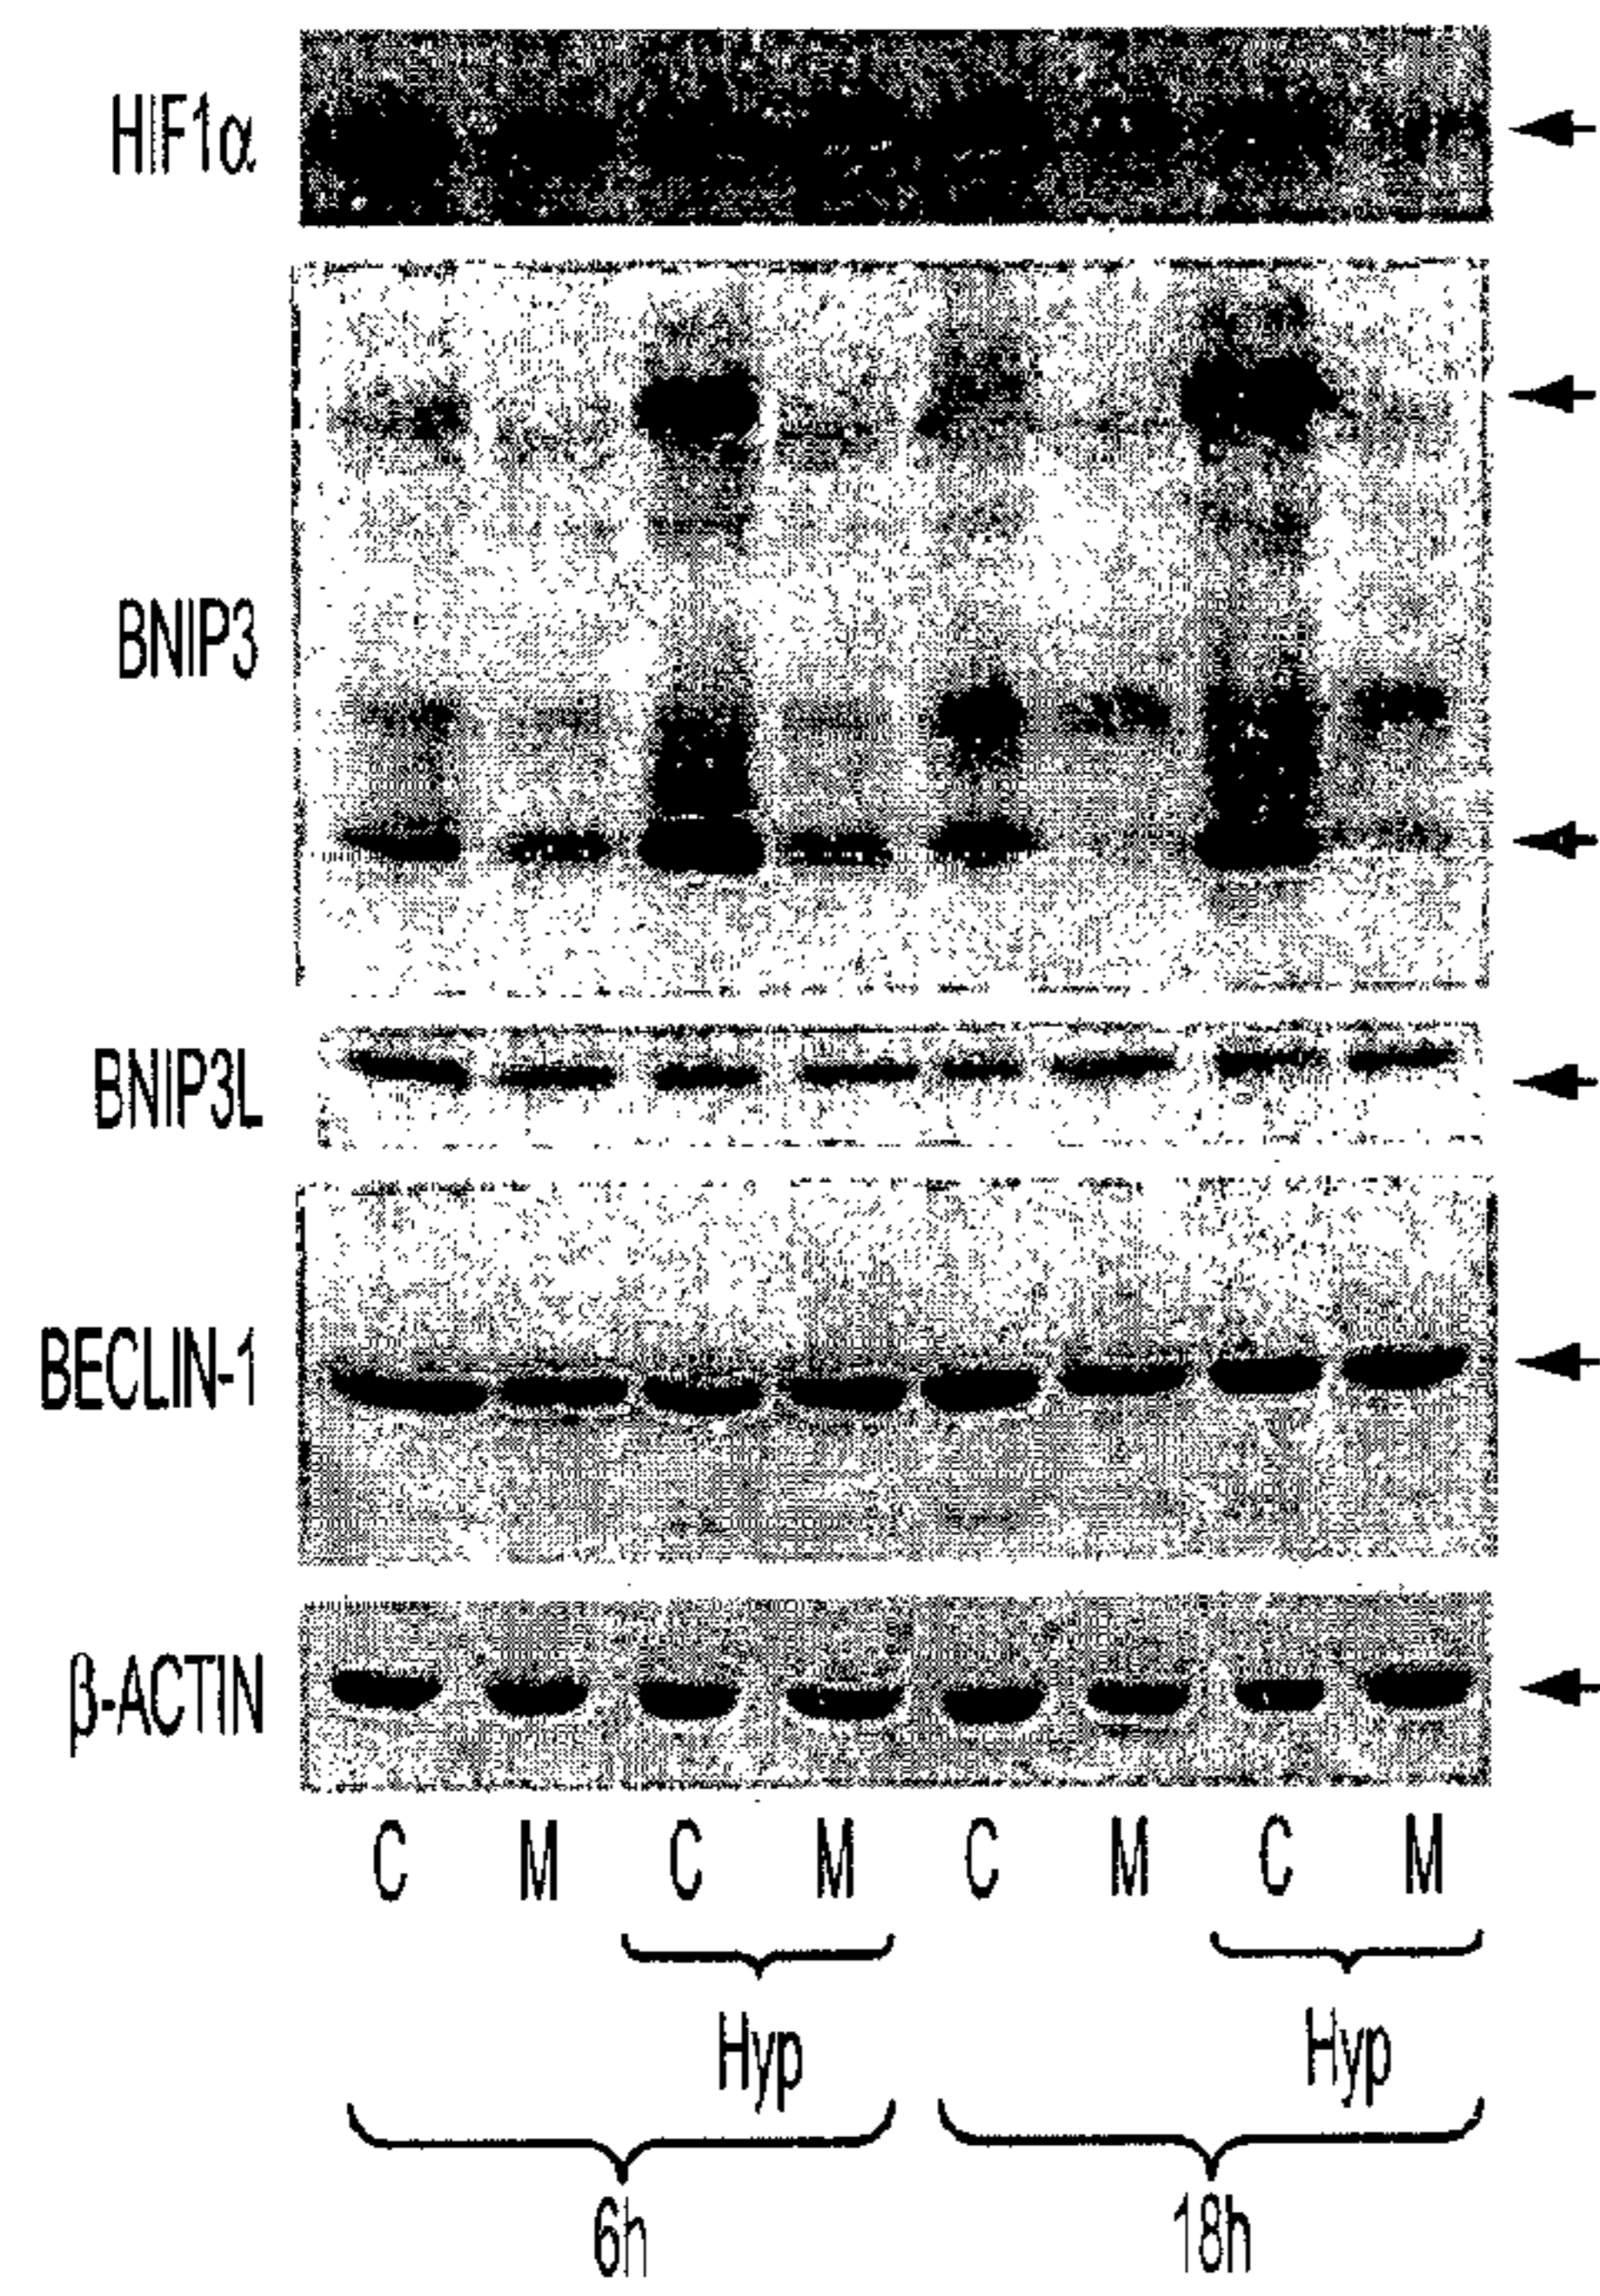 HIF1α
BNIP3
BNIP3L
BECLIN-1
β-ACTIN
C M C M C M C M
Hyp Hyp
6h 18h